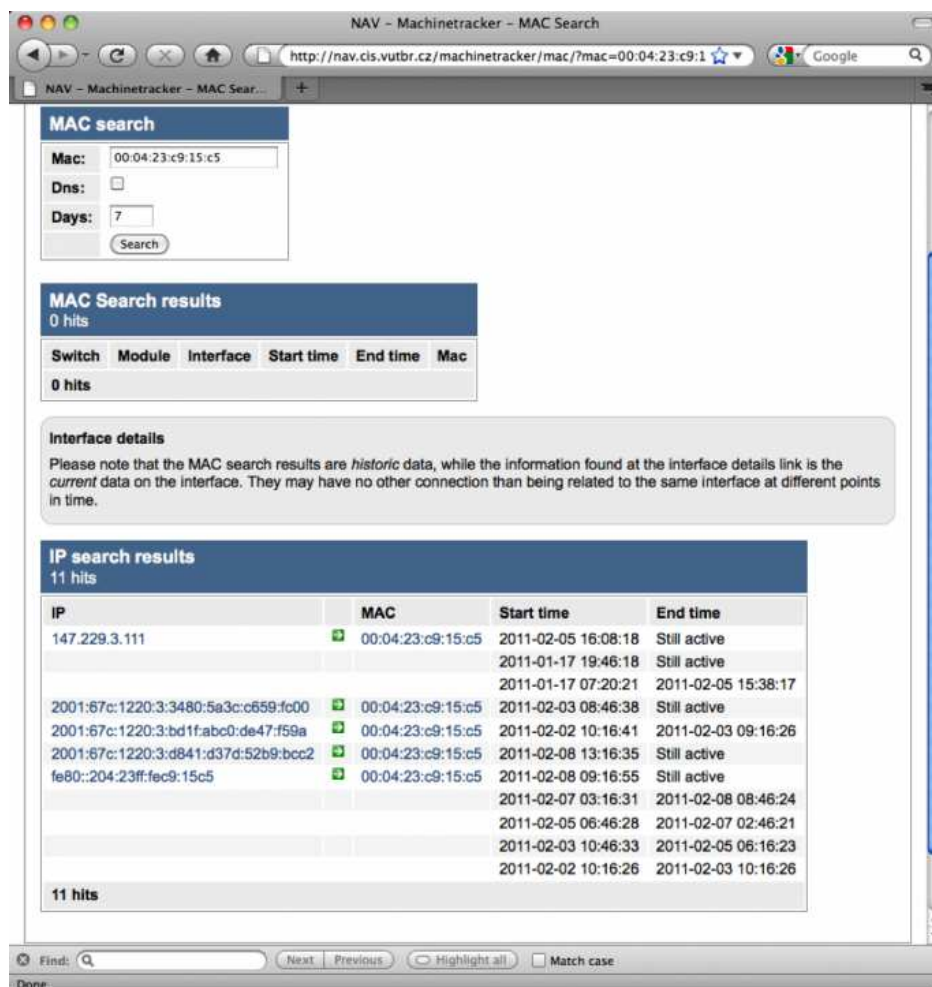 NAV – Machinetracker – MAC Search
http://nav.cis.vutbr.cz/machinetracker/mac/?mac=00:04:23:c9:1
Google
NAV – Machinetracker – MAC Sear...
MAC search
Mac: 00:04:23:c9:15:c5
Dns:
Days: 7
Search
MAC Search results
0 hits
Switch Module Interface Start time End time Mac
0 hits
Interface details
Please note that the MAC search results are historic data, while the information found at the interface details link is the
current data on the interface. They may have no other connection than being related to the same interface at different points
in time.
IP search results
11 hits
IP MAC Start time End time
147.229.3.111 00:04:23:c9:15:c5 2011-02-05 16:08:18 Still active
2011-01-17 19:46:18 Still active
2011-01-17 07:20:21 2011-02-05 15:38:17
2001:67c:1220:3:3480:5a3c:c659:fc00 00:04:23:c9:15:c5 2011-02-03 08:46:38 Still active
2001:67c:1220:3:bd1f:abc0:de47:f59a 00:04:23:c9:15:c5 2011-02-02 10:16:41 2011-02-03 09:16:26
2001:67c:1220:3:d841:d37d:52b9:bcc2 00:04:23:c9:15:c5 2011-02-08 13:16:35 Still active
fe80::204:23ff:fec9:15c5 00:04:23:c9:15:c5 2011-02-08 09:16:55 Still active
2011-02-07 03:16:31 2011-02-08 08:46:24
2011-02-05 06:46:28 2011-02-07 02:46:21
2011-02-03 10:46:33 2011-02-05 06:16:23
2011-02-02 10:16:26 2011-02-03 10:16:26
11 hits
Find: Next Previous Highlight all Match case
Done